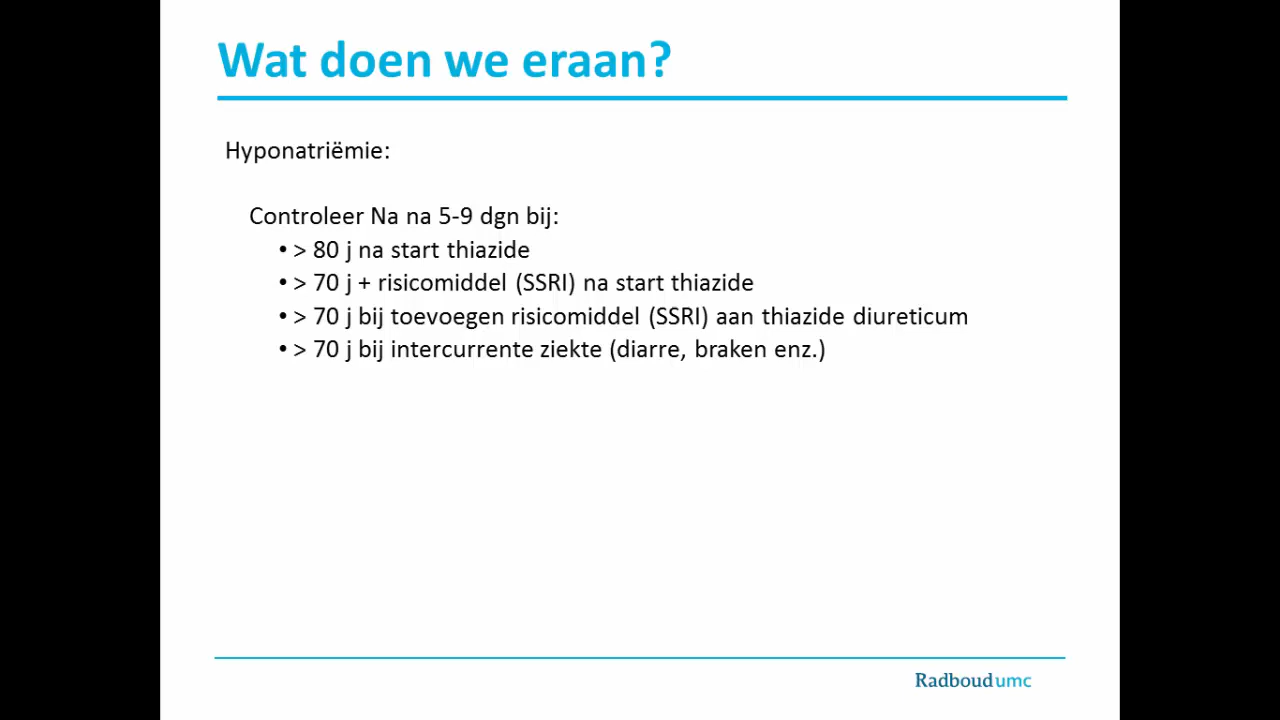 Wat doen we eraan?
Hyponatriëmie:
Controleer Na na 5-9 dgn bij:
• > 80 j na start thiazide
• > 70 j + risicomiddel (SSRI) na start thiazide
• > 70 j bij toevoegen risicomiddel (SSRI) aan thiazide diureticum
• > 70 j bij intercurrente ziekte (diarre, braken enz.)
Radboudumc